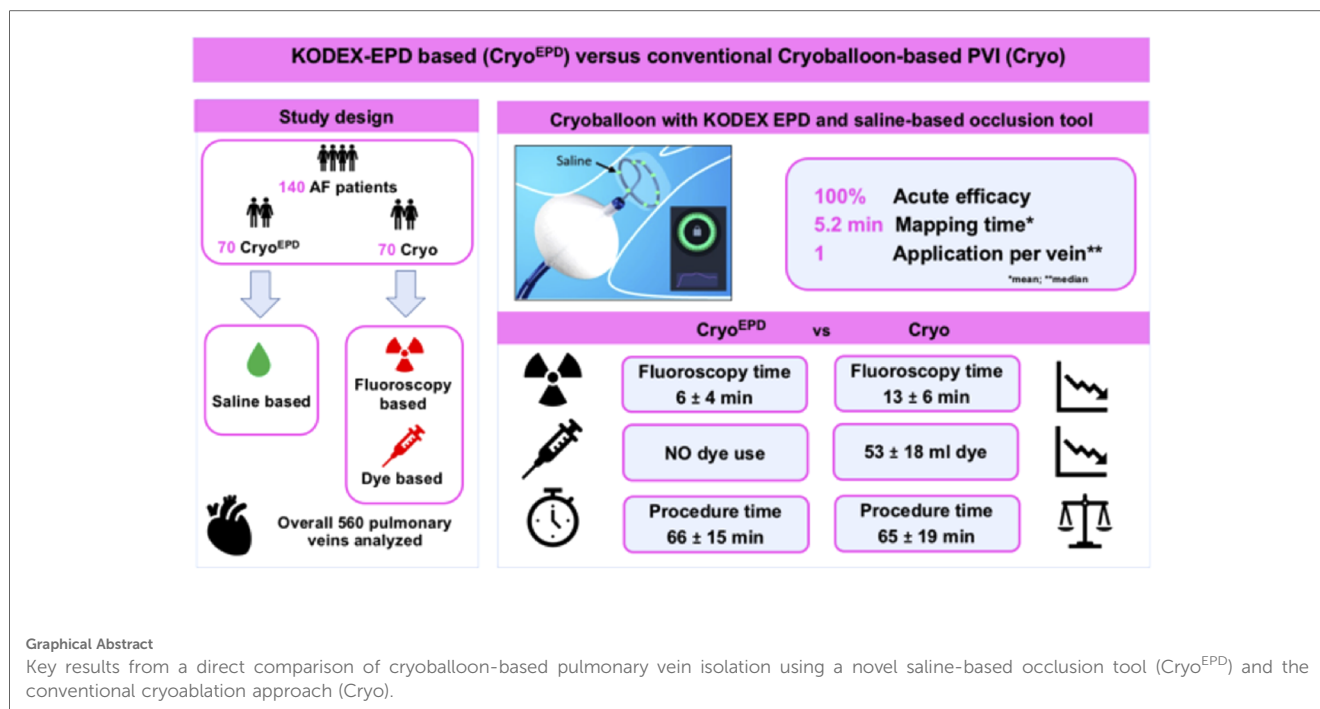 KODEX-EPD based (Cryo^EPD) versus conventional Cryoballoon-based PVI (Cryo)
Study design
140 AF patients
70 Cryo^EPD
70 Cryo
Saline based
Fluoroscopy
based
Dye based
Overall 560 pulmonary
veins analyzed
Cryoballoon with KODEX EPD and saline-based occlusion tool
Saline
100% Acute efficacy
5.2 min Mapping time*
1 Application per vein**
*mean; **median
Cryo^EPD vs Cryo
Fluoroscopy time
6 ± 4 min
Fluoroscopy time
13 ± 6 min
NO dye use
53 ± 18 ml dye
Procedure time
66 ± 15 min
Procedure time
65 ± 19 min
Graphical Abstract
Key results from a direct comparison of cryoballoon-based pulmonary vein isolation using a novel saline-based occlusion tool (Cryo^EPD) and the
conventional cryoablation approach (Cryo).